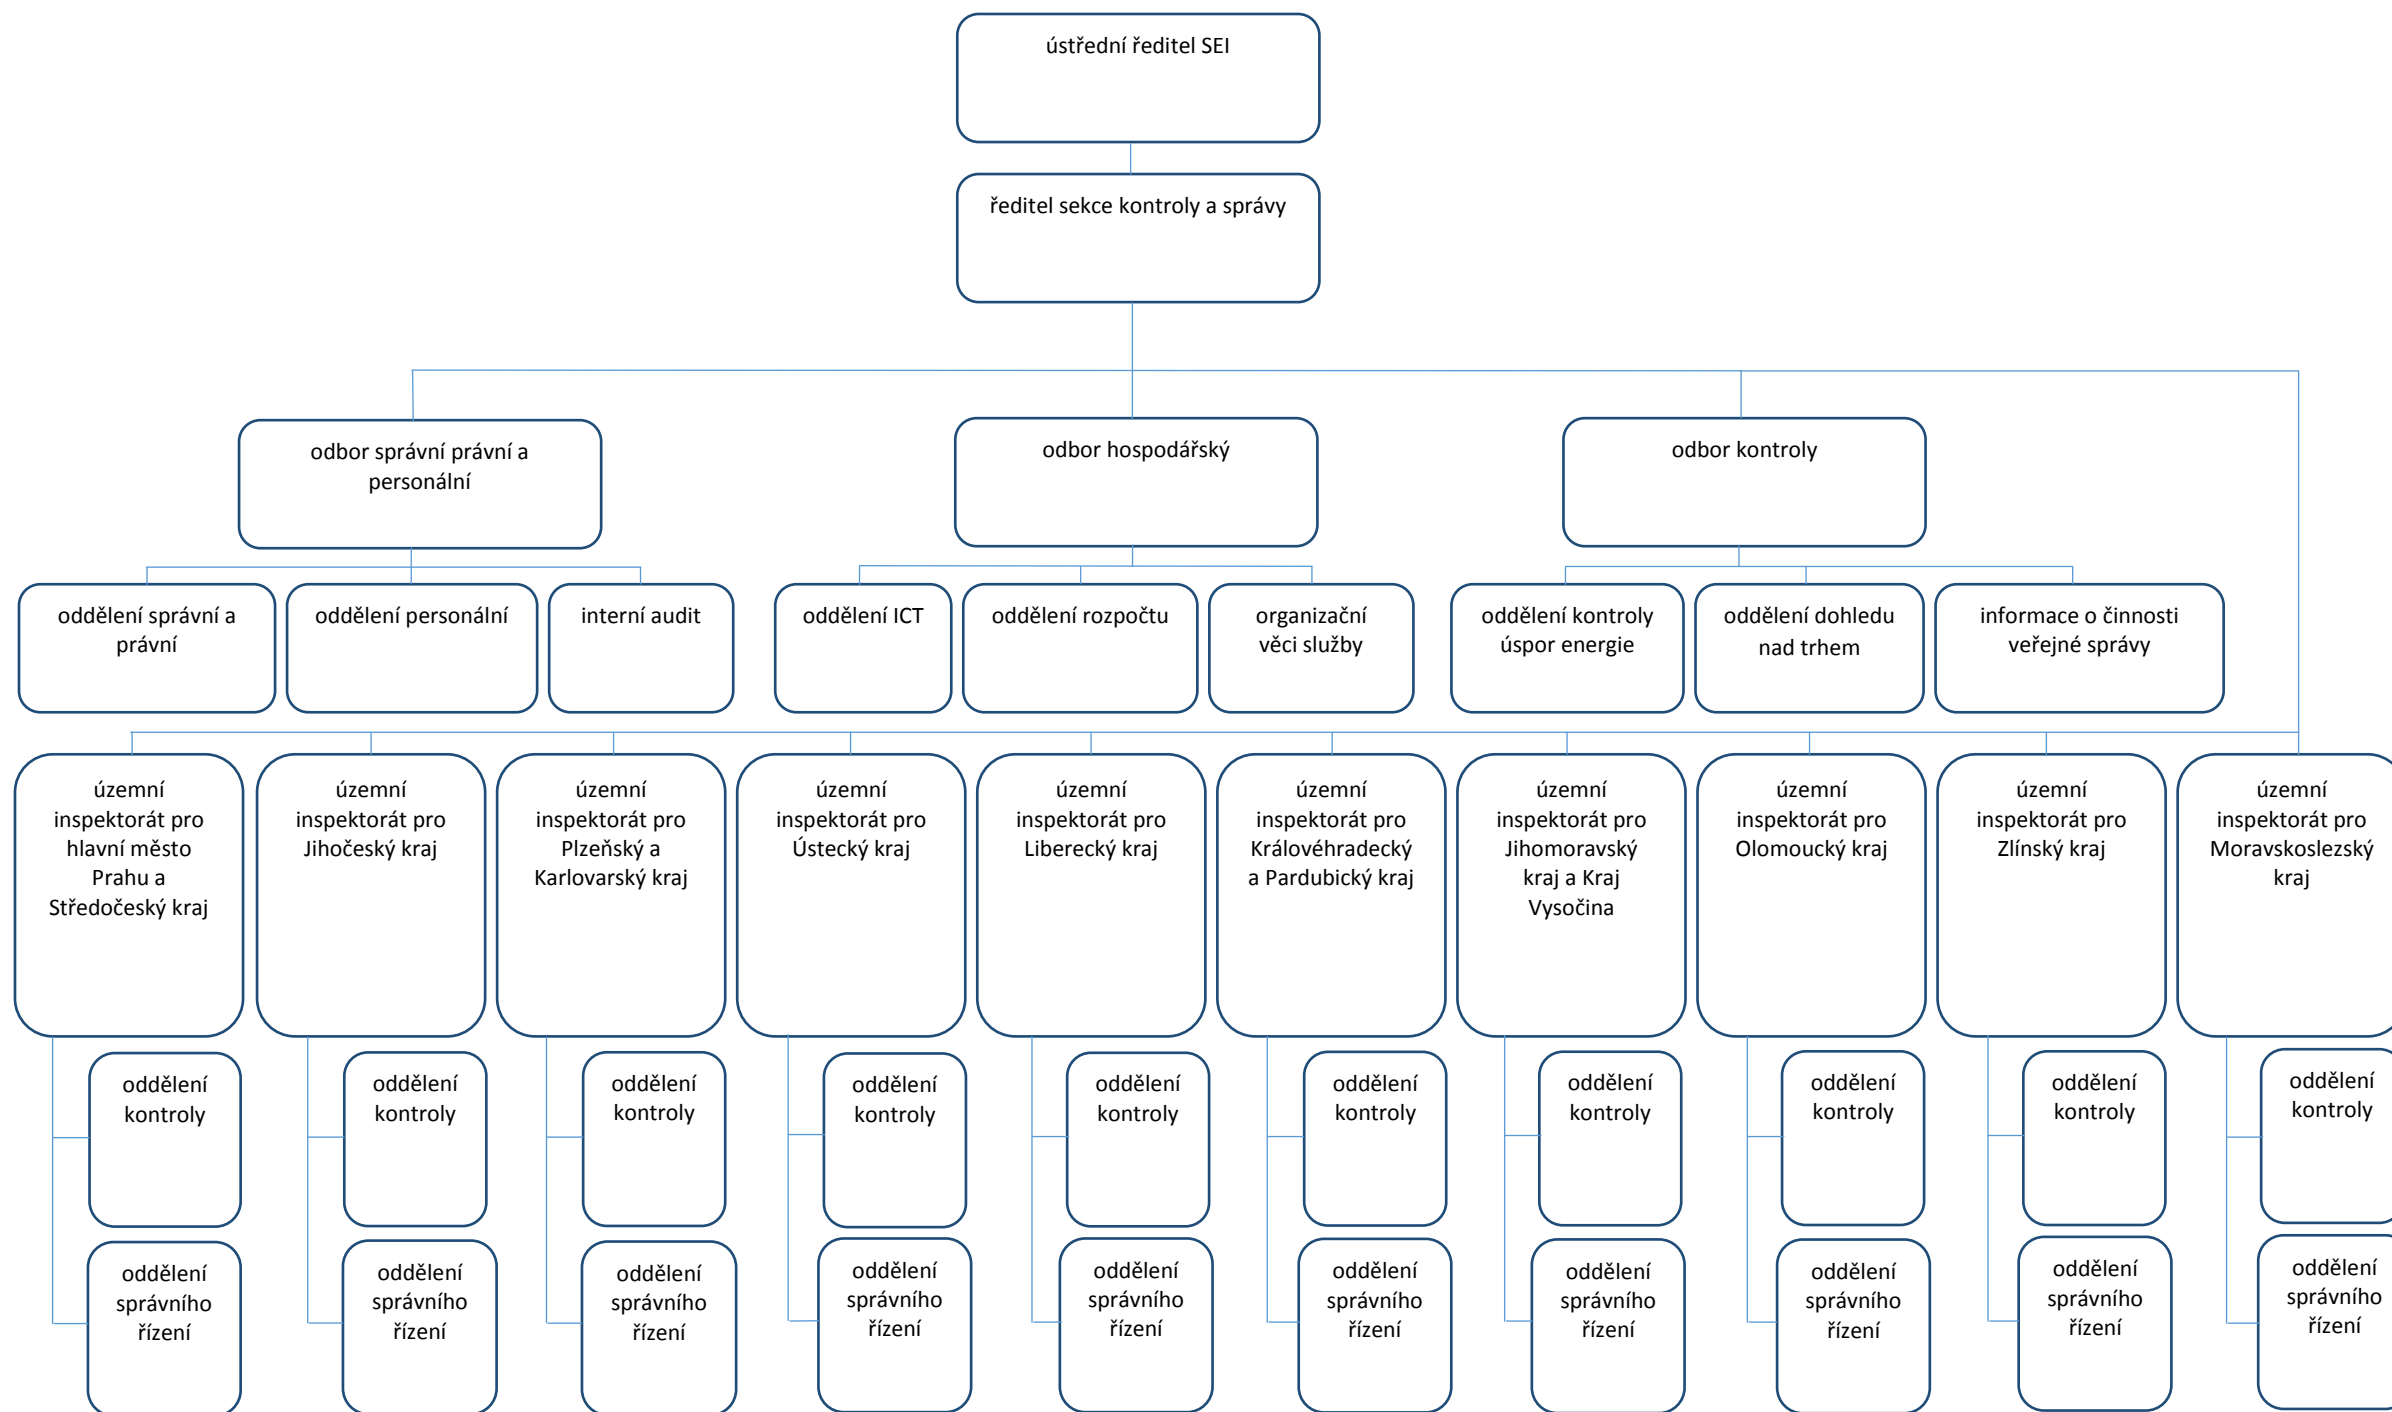 ústřední ředitel SEI
ředitel sekce kontroly a správy
odbor správní právní a
personální
odbor hospodářský
odbor kontroly
oddělení správní a
právní
oddělení personální
interní audit
oddělení ICT
oddělení rozpočtu
organizační
věci služby
oddělení kontroly
úspor energie
oddělení dohledu
nad trhem
informace o činnosti
veřejné správy
územní
inspektorát pro
hlavní město
Prahu a
Středočeský kraj
územní
inspektorát pro
Jihočeský kraj
územní
inspektorát pro
Plzeňský a
Karlovarský kraj
územní
inspektorát pro
Ústecký kraj
územní
inspektorát pro
Liberecký kraj
územní
inspektorát pro
Královéhradecký
a Pardubický kraj
územní
inspektorát pro
Jihomoravský
kraj a Kraj
Vysočina
územní
inspektorát pro
Olomoucký kraj
územní
inspektorát pro
Zlínský kraj
územní
inspektorát pro
Moravskoslezský
kraj
oddělení
kontroly
oddělení
kontroly
oddělení
kontroly
oddělení
kontroly
oddělení
kontroly
oddělení
kontroly
oddělení
kontroly
oddělení
kontroly
oddělení
kontroly
oddělení
kontroly
oddělení
správního
řízení
oddělení
správního
řízení
oddělení
správního
řízení
oddělení
správního
řízení
oddělení
správního
řízení
oddělení
správního
řízení
oddělení
správního
řízení
oddělení
správního
řízení
oddělení
správního
řízení
oddělení
správního
řízení